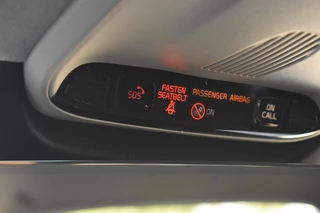 SOS
FASTEN
SEATBELT
PASSENGER AIRBAG
ON
ON
CALL